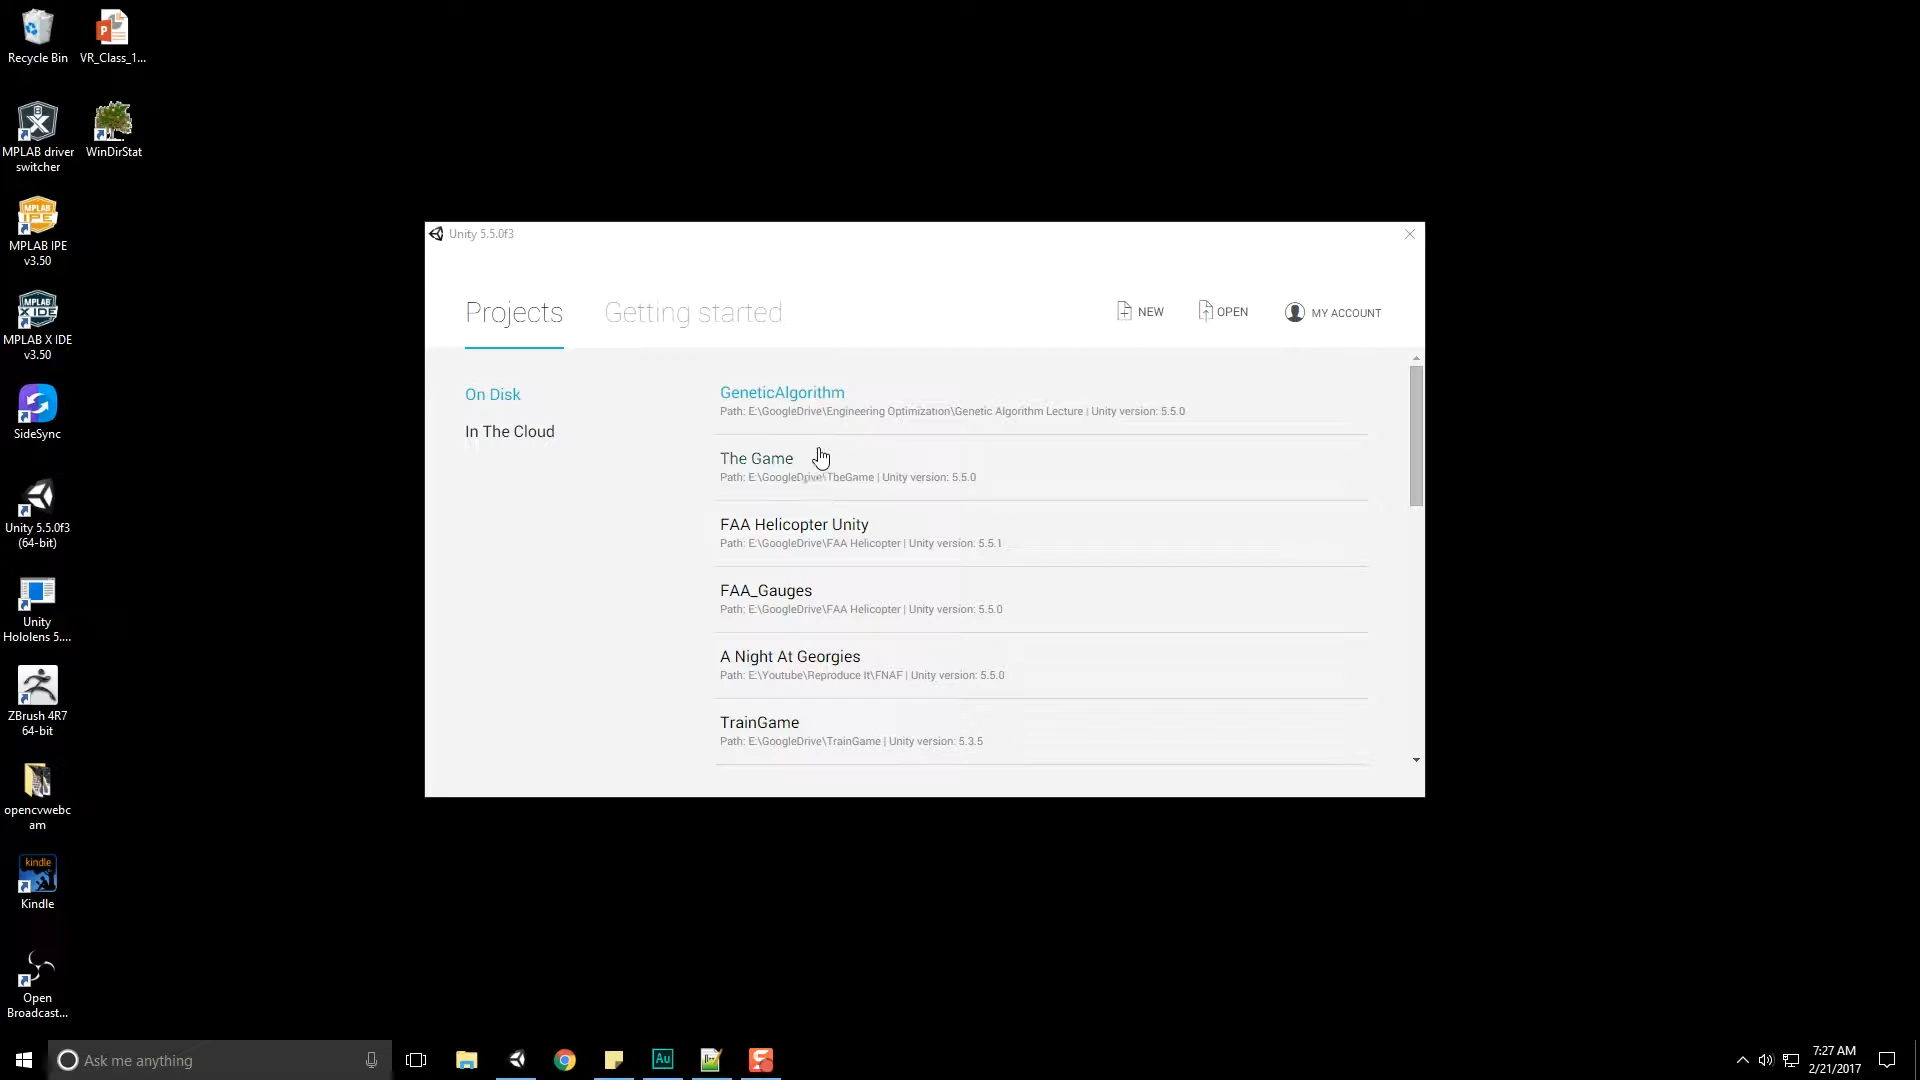 Recycle Bin
VR_Class_1...
MPLAB driver
switcher
WinDirStat
MPLAB IPE
v3.50
MPLAB X IDE
v3.50
SideSync
Unity 5.5.0f3
(64-bit)
Unity
Hololens 5....
ZBrush 4R7
64-bit
opencvwebc
am
kindle
Kindle
Open
Broadcast...
Unity 5.5.0f3
Projects
Getting started
NEW
OPEN
MY ACCOUNT
On Disk
In The Cloud
GeneticAlgorithm
Path: E:\GoogleDrive\Engineering Optimization\Genetic Algorithm Lecture | Unity version: 5.5.0
The Game
Path: E:\GoogleDrive\TheGame | Unity version: 5.5.0
FAA Helicopter Unity
Path: E:\GoogleDrive\FAA Helicopter | Unity version: 5.5.1
FAA_Gauges
Path: E:\GoogleDrive\FAA Helicopter | Unity version: 5.5.0
A Night At Georgies
Path: E:\Youtube\Reproduce It\FNAF | Unity version: 5.5.0
TrainGame
Path: E:\GoogleDrive\TrainGame | Unity version: 5.3.5
Ask me anything
Au
7:27 AM
2/21/2017